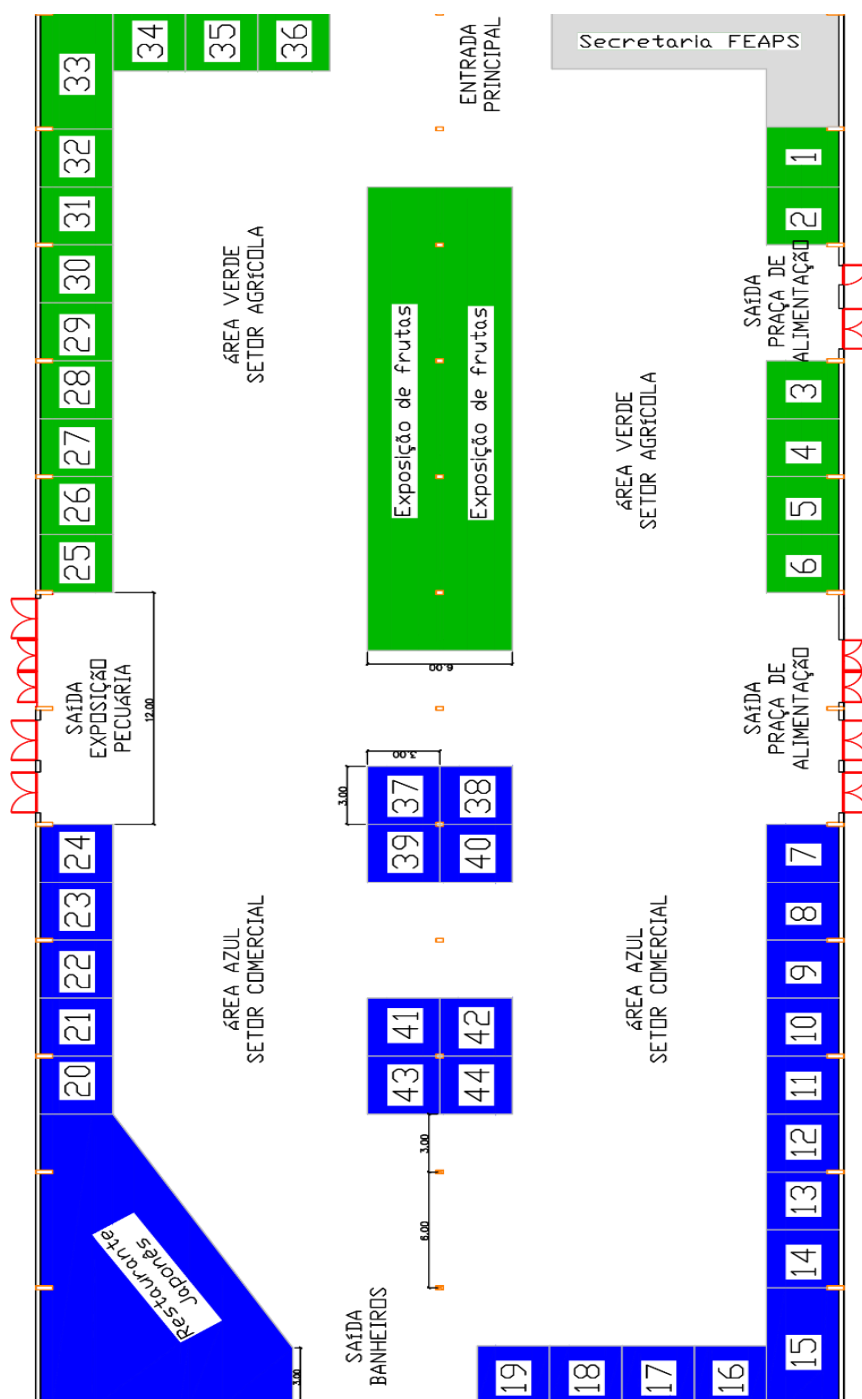 34
35
36
33
32
31
30
29
28
27
26
25
ENTRADA
PRINCIPAL
Secretaria FEAPS
1
2
SAÍDA
PRAÇA DE
ALIMENTAÇÃO
3
4
5
6
ÁREA VERDE
SETOR AGRÍCOLA
Exposição de frutas
Exposição de frutas
ÁREA VERDE
SETOR AGRÍCOLA
SAÍDA
EXPOSIÇÃO
PECUÁRIA
12.00
6.00
3.00
3.00
SAÍDA
PRAÇA DE
ALIMENTAÇÃO
37
38
39
40
24
23
22
21
20
ÁREA AZUL
SETOR COMERCIAL
41
42
43
44
ÁREA AZUL
SETOR COMERCIAL
7
8
9
10
11
12
13
14
15
3.00
6.00
Restaurante
Japonês
3.00
SAÍDA
BANHEIROS
19
18
17
16